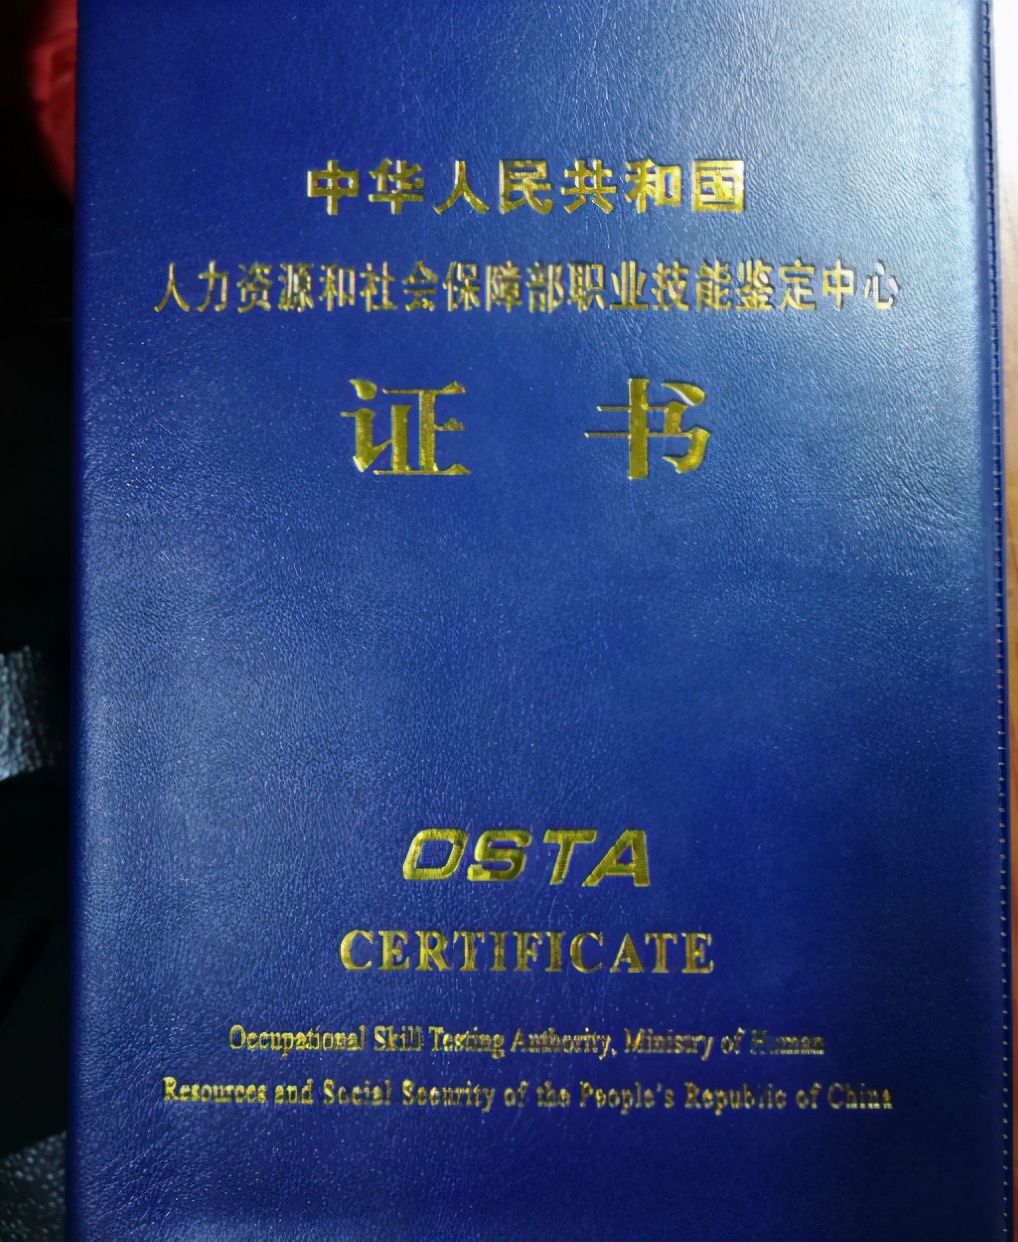 中华人民共和国
人力资源和社会保障部职业技能鉴定中心
证 书
OSTA
CERTIFICATE
Occupational Skill Testing Authority, Ministry of Human
Resources and Social Security of the People's Republic of China